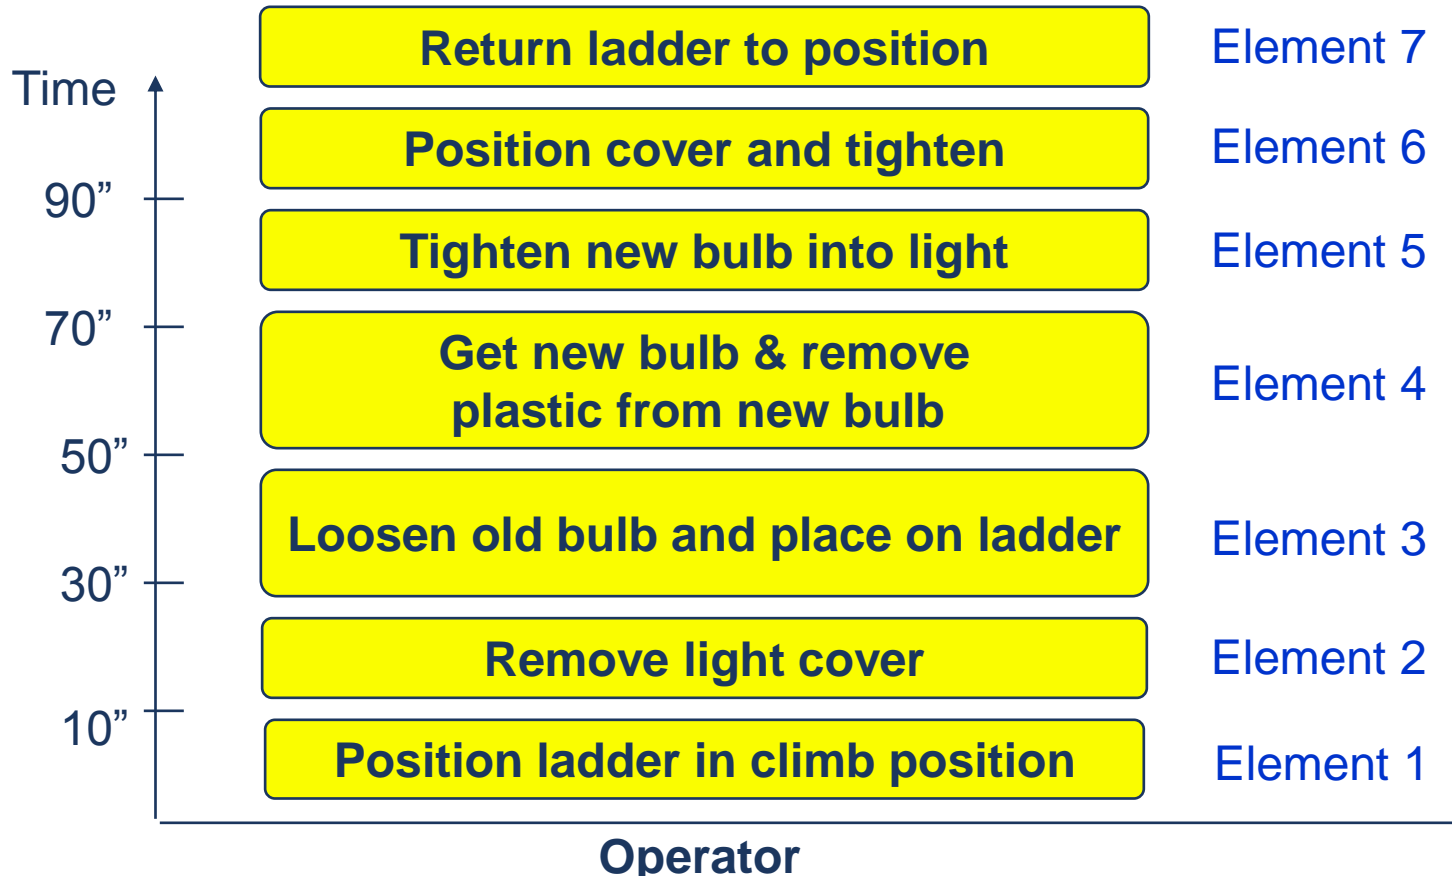 Return ladder to position
Element 7
Time
Position cover and tighten
Element 6
90”
Tighten new bulb into light
Element 5
70”
Get new bulb & remove
plastic from new bulb
Element 4
50”
Loosen old bulb and place on ladder
Element 3
30”
Remove light cover
Element 2
10”
Position ladder in climb position
Element 1
Operator